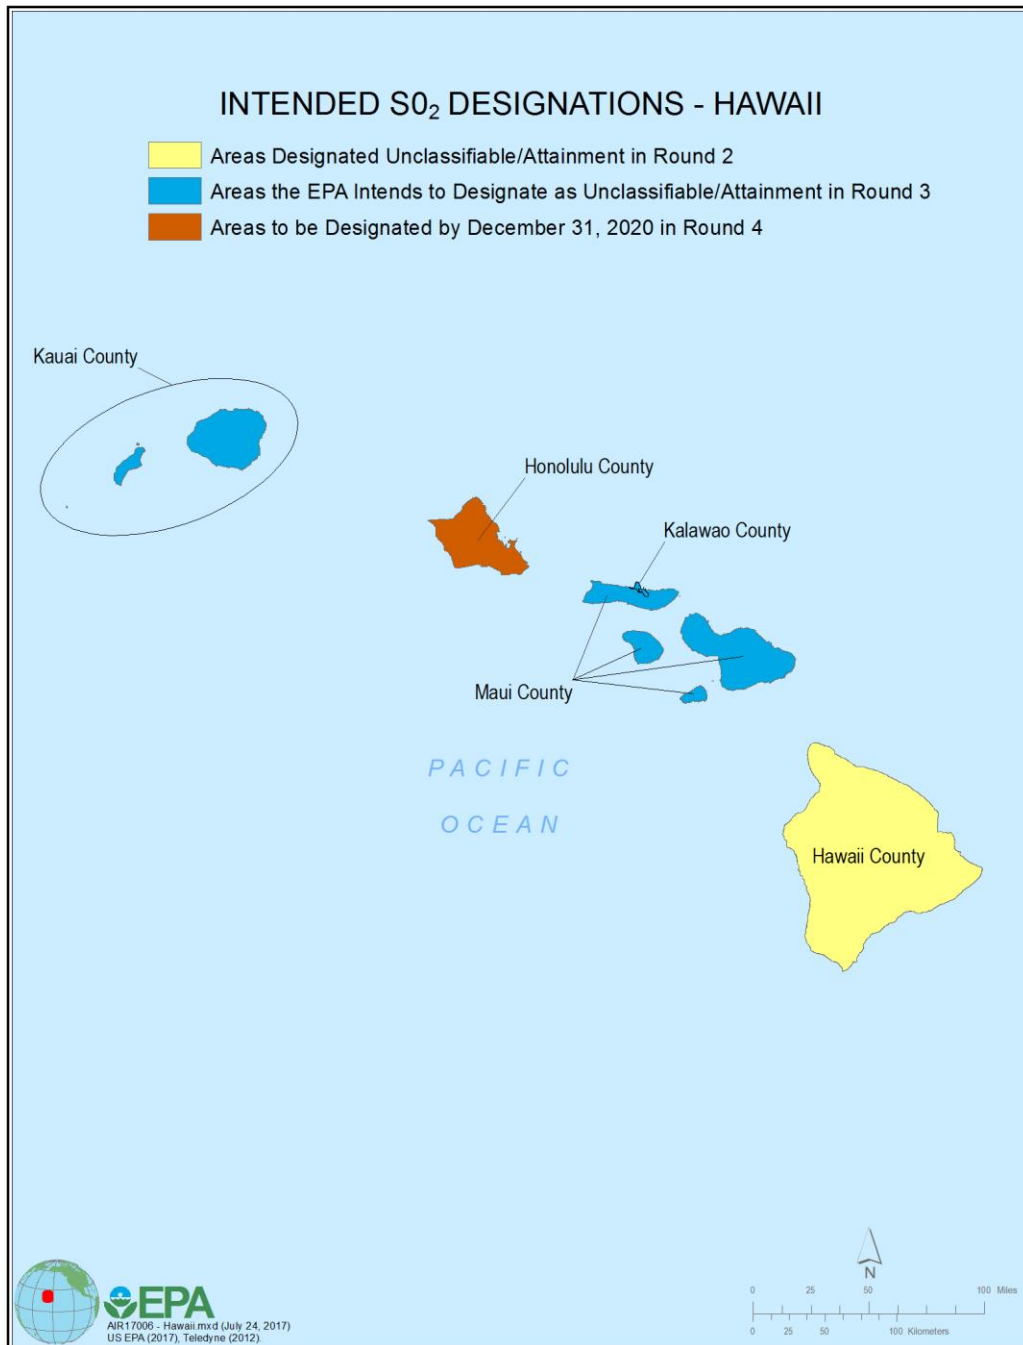 INTENDED S0₂ DESIGNATIONS - HAWAII
Areas Designated Unclassifiable/Attainment in Round 2
Areas the EPA Intends to Designate as Unclassifiable/Attainment in Round 3
Areas to be Designated by December 31, 2020 in Round 4
Kauai County
Honolulu County
Kalawao County
Maui County
PACIFIC
OCEAN
Hawaii County
N
0 25 50 100 Miles
0 25 50 100 Kilometers
EPA
AIR17006 - Hawaii.mxd (July 24, 2017)
US EPA (2017), Teledyne (2012).